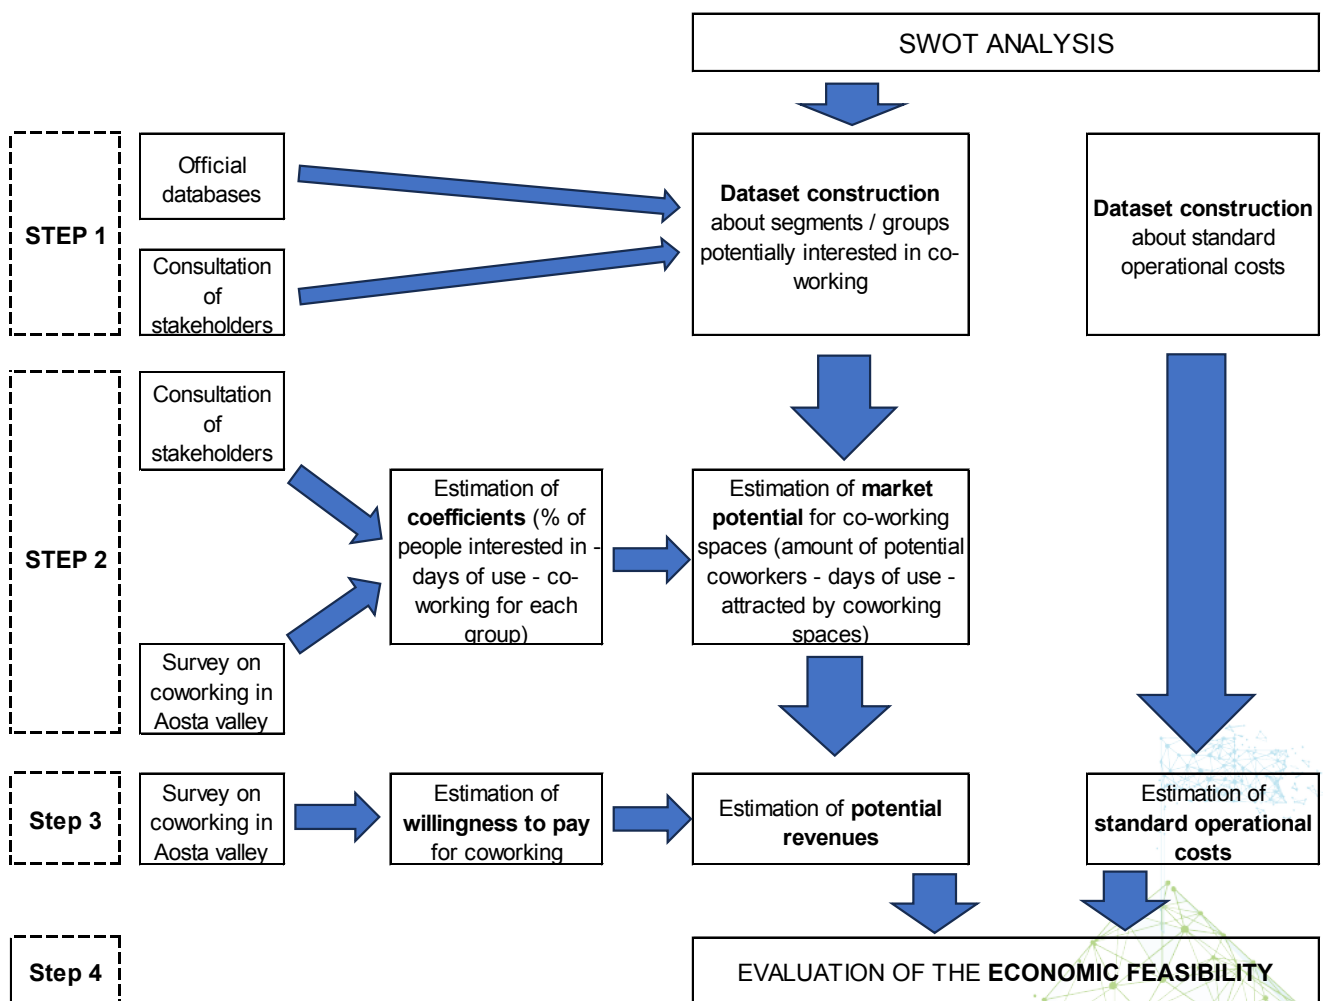 SWOT ANALYSIS
STEP 1
Official
databases
Consultation
of
stakeholders
Dataset construction
about segments / groups
potentially interested in co-
working
Dataset construction
about standard
operational costs
STEP 2
Consultation
of
stakeholders
Survey on
coworking in
Aosta valley
Estimation of
coefficients (% of
people interested in -
days of use - co-
working for each
group)
Estimation of market
potential for co-working
spaces (amount of potential
coworkers - days of use -
attracted by coworking
spaces)
Step 3
Survey on
coworking in
Aosta valley
Estimation of
willingness to pay
for coworking
Estimation of potential
revenues
Estimation of
standard operational
costs
Step 4
EVALUATION OF THE ECONOMIC FEASIBILITY